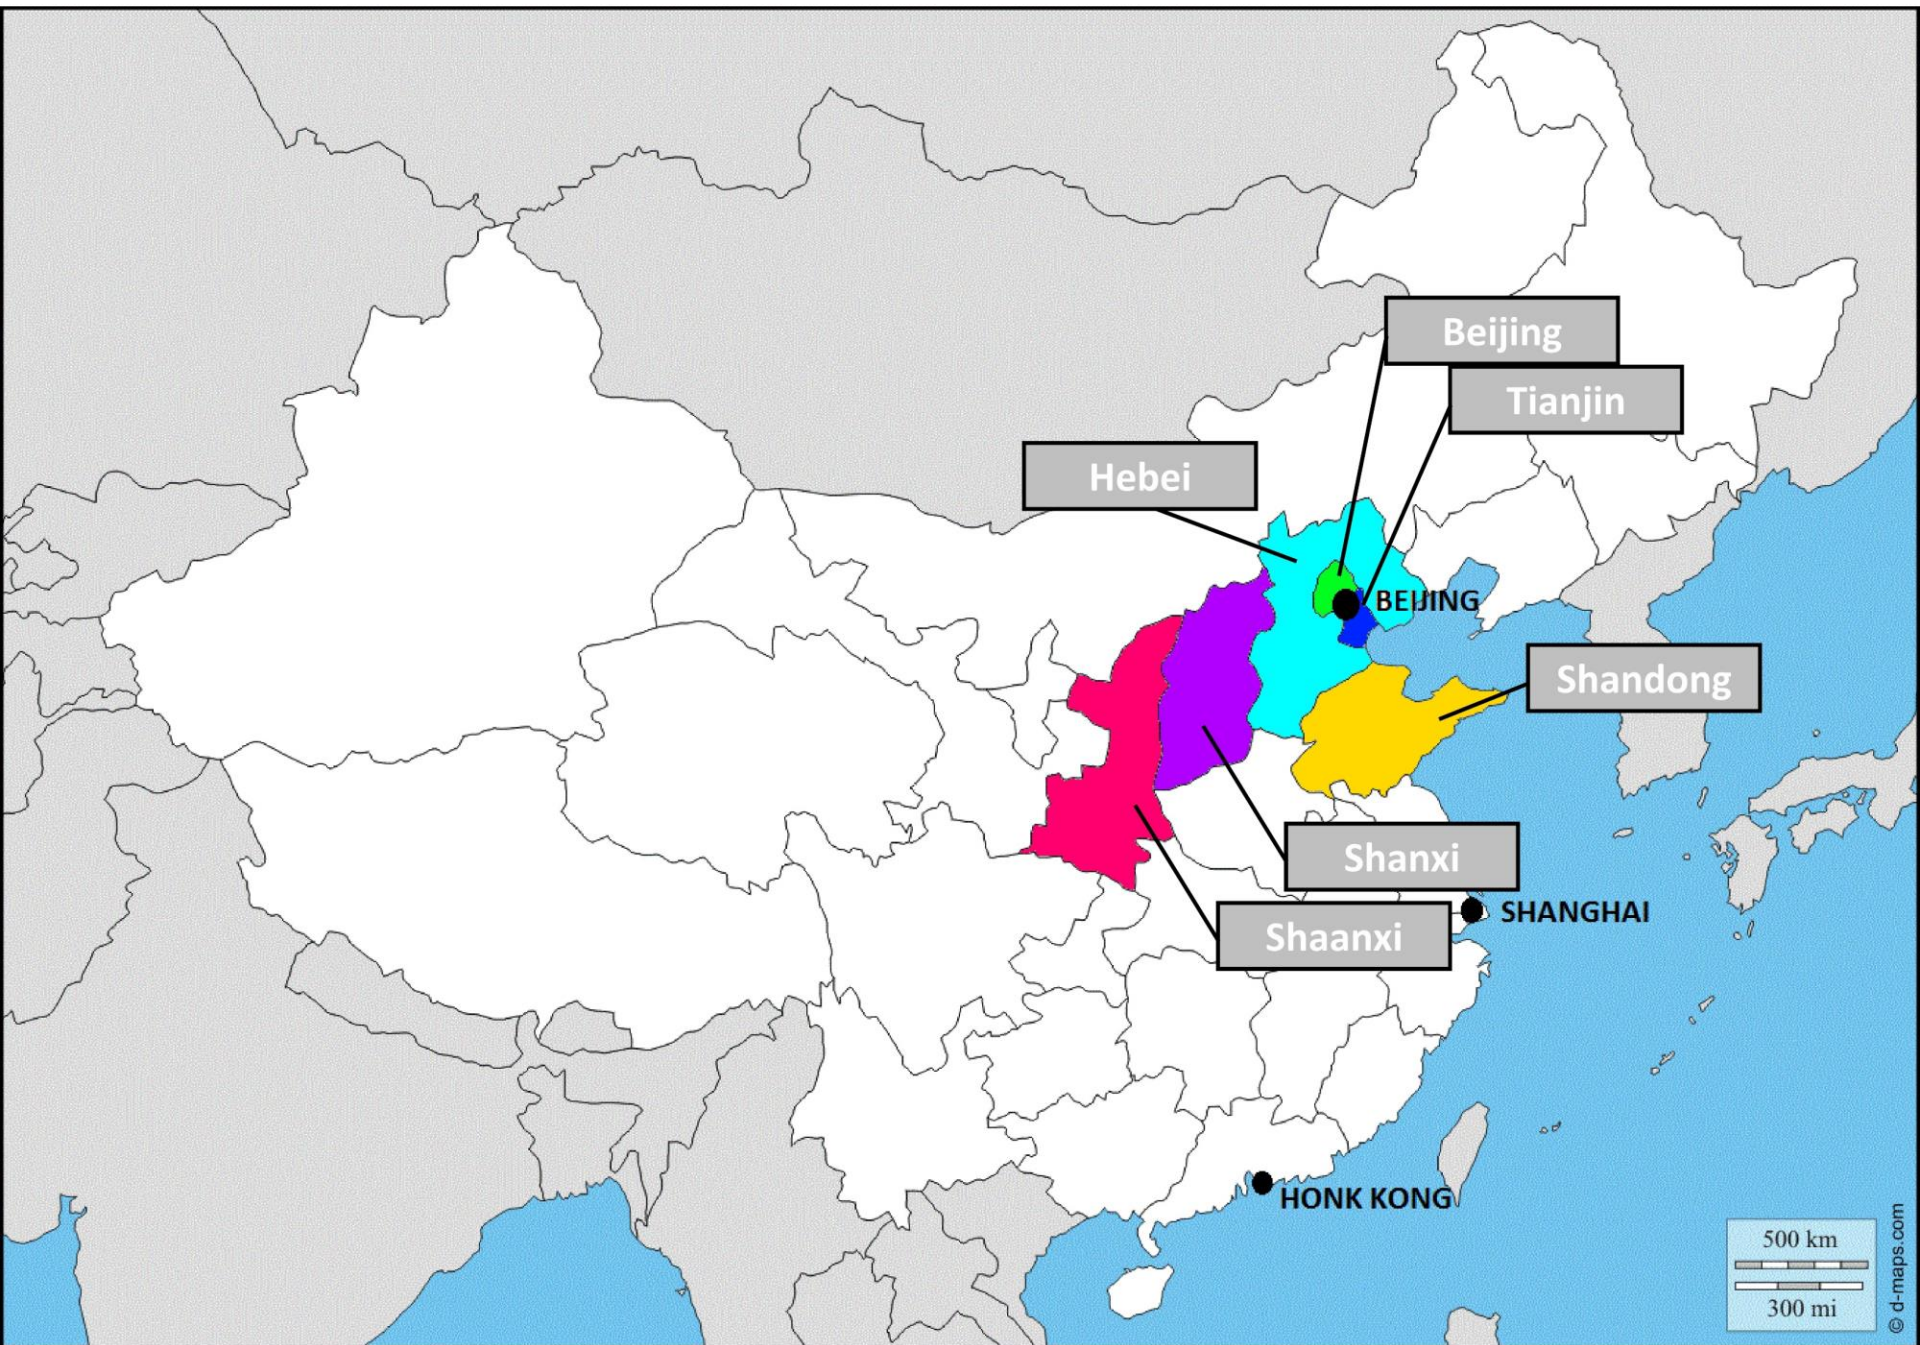 Beijing
Tianjin
Hebei
BEIJING
Shandong
Shanxi
SHANGHAI
Shaanxi
HONK KONG
500 km
300 mi
© d-maps.com